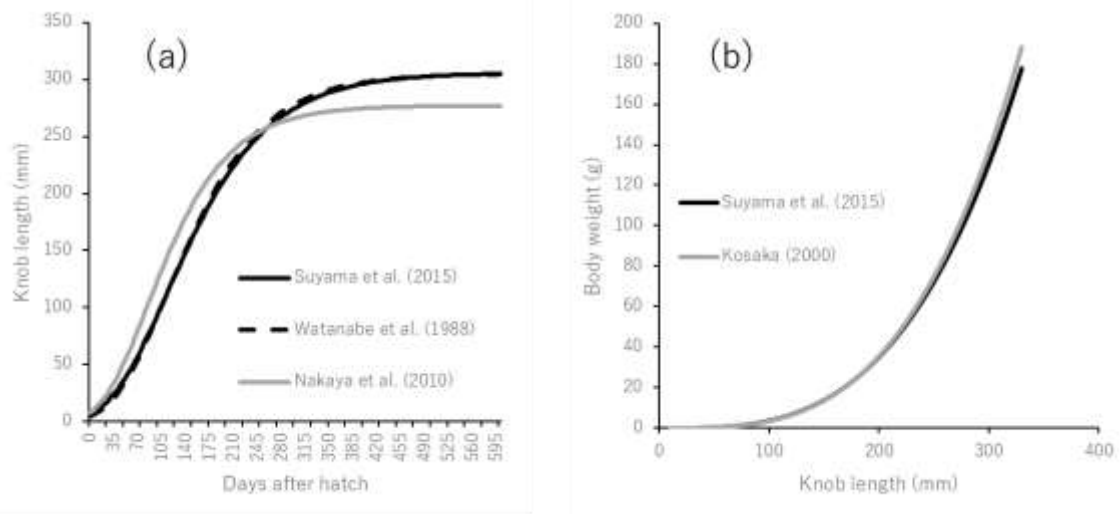 (a)
350
300
250
200
150
100
50
0
Knob length (mm)
Suyama et al. (2015)
Watanabe et al. (1988)
Nakaya et al. (2010)
0 35 70 105 140 175 210 245 280 315 350 385 420 455 490 525 560 595
Days after hatch
(b)
200
180
160
140
120
100
80
60
40
20
0
Body weight (g)
Suyama et al. (2015)
Kosaka (2000)
0 100 200 300 400
Knob length (mm)